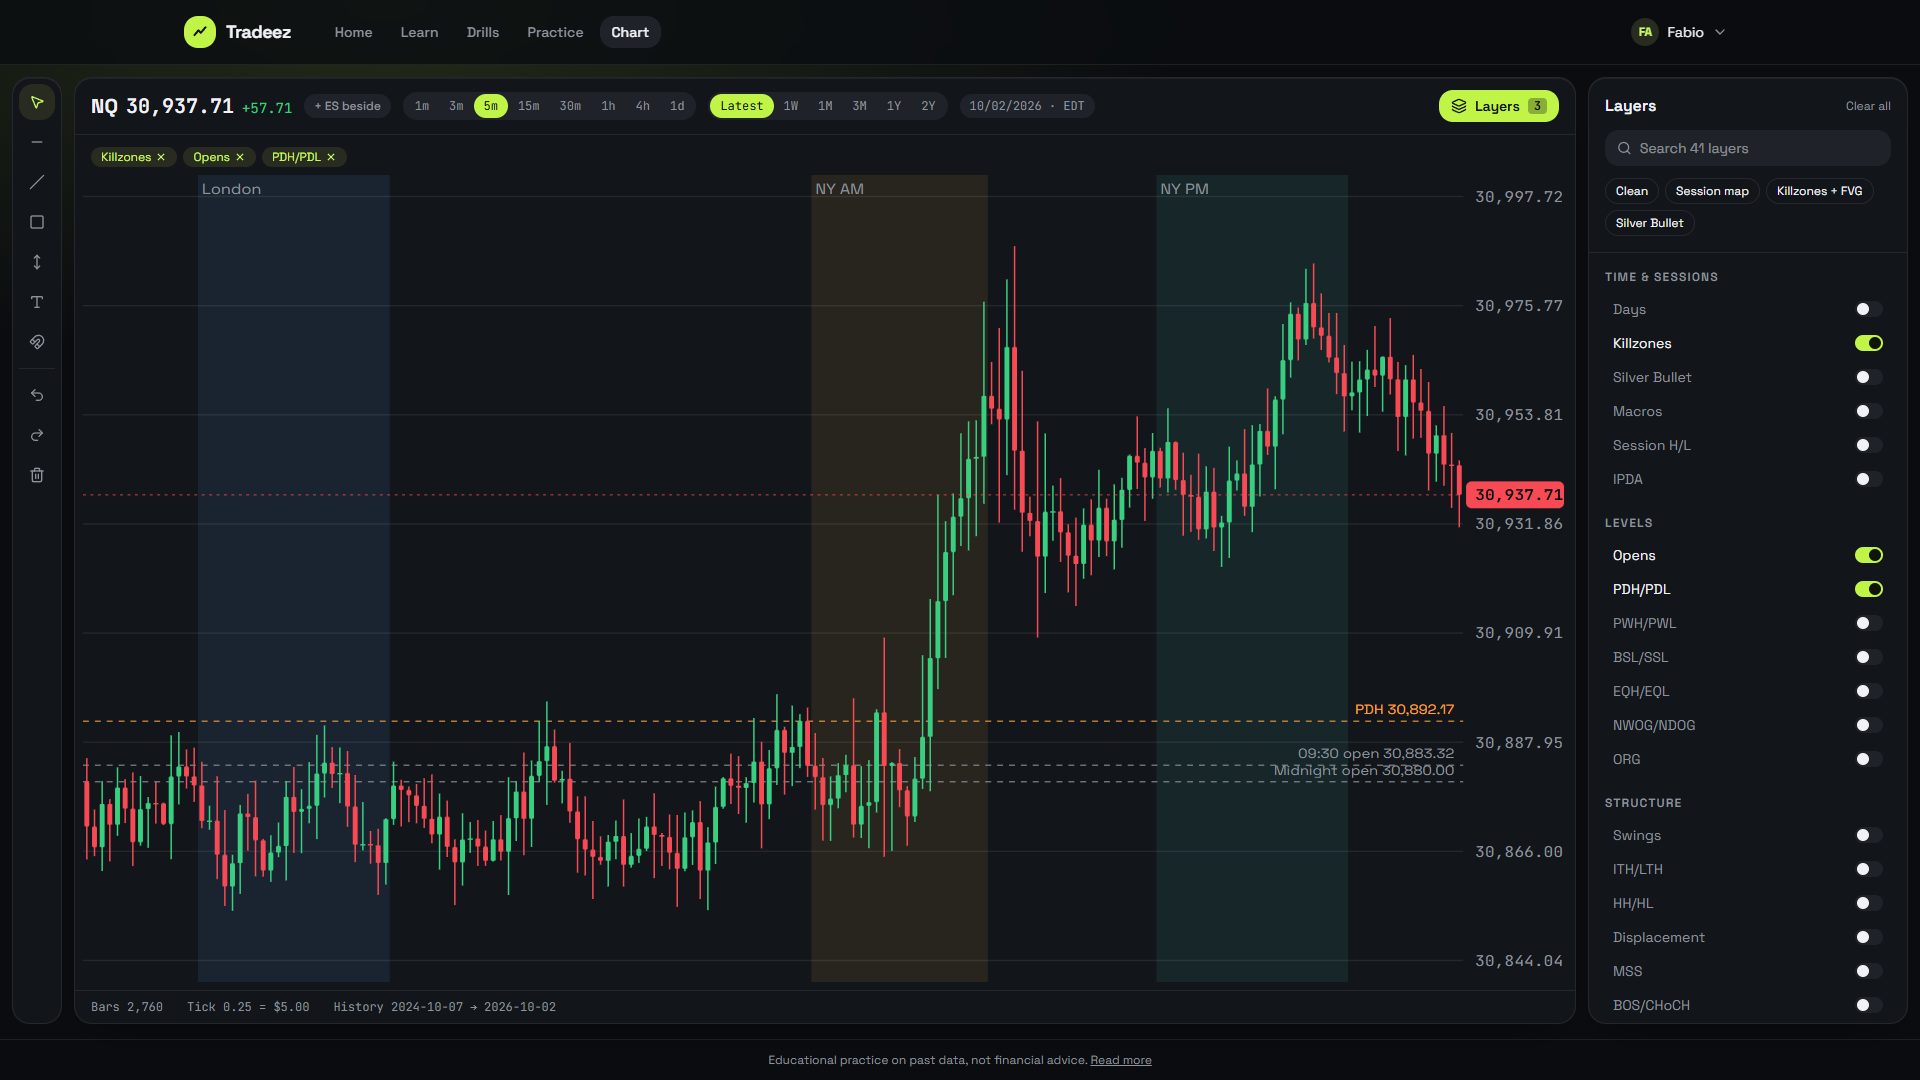 Tradeez Home Learn Drills Practice Chart FA Fabio
NQ 30,937.71 +57.71 + ES beside 1m 3m 5m 15m 30m 1h 4h 1d Latest 1W 1M 3M 1Y 2Y 10/02/2026 · EDT Layers 3
Killzones × Opens × PDH/PDL ×
London NY AM NY PM
30,997.72
30,975.77
30,953.81
30,937.71
30,931.86
30,909.91
PDH 30,892.17
30,887.95
09:30 open 30,883.32
Midnight open 30,880.00
30,866.00
30,844.04
Bars 2,760 Tick 0.25 = $5.00 History 2024-10-07 → 2026-10-02
Layers Clear all
Search 41 layers
Clean Session map Killzones + FVG
Silver Bullet
TIME & SESSIONS
Days
Killzones
Silver Bullet
Macros
Session H/L
IPDA
LEVELS
Opens
PDH/PDL
PWH/PWL
BSL/SSL
EQH/EQL
NWOG/NDOG
ORG
STRUCTURE
Swings
ITH/LTH
HH/HL
Displacement
MSS
BOS/CHoCH
Educational practice on past data, not financial advice. Read more